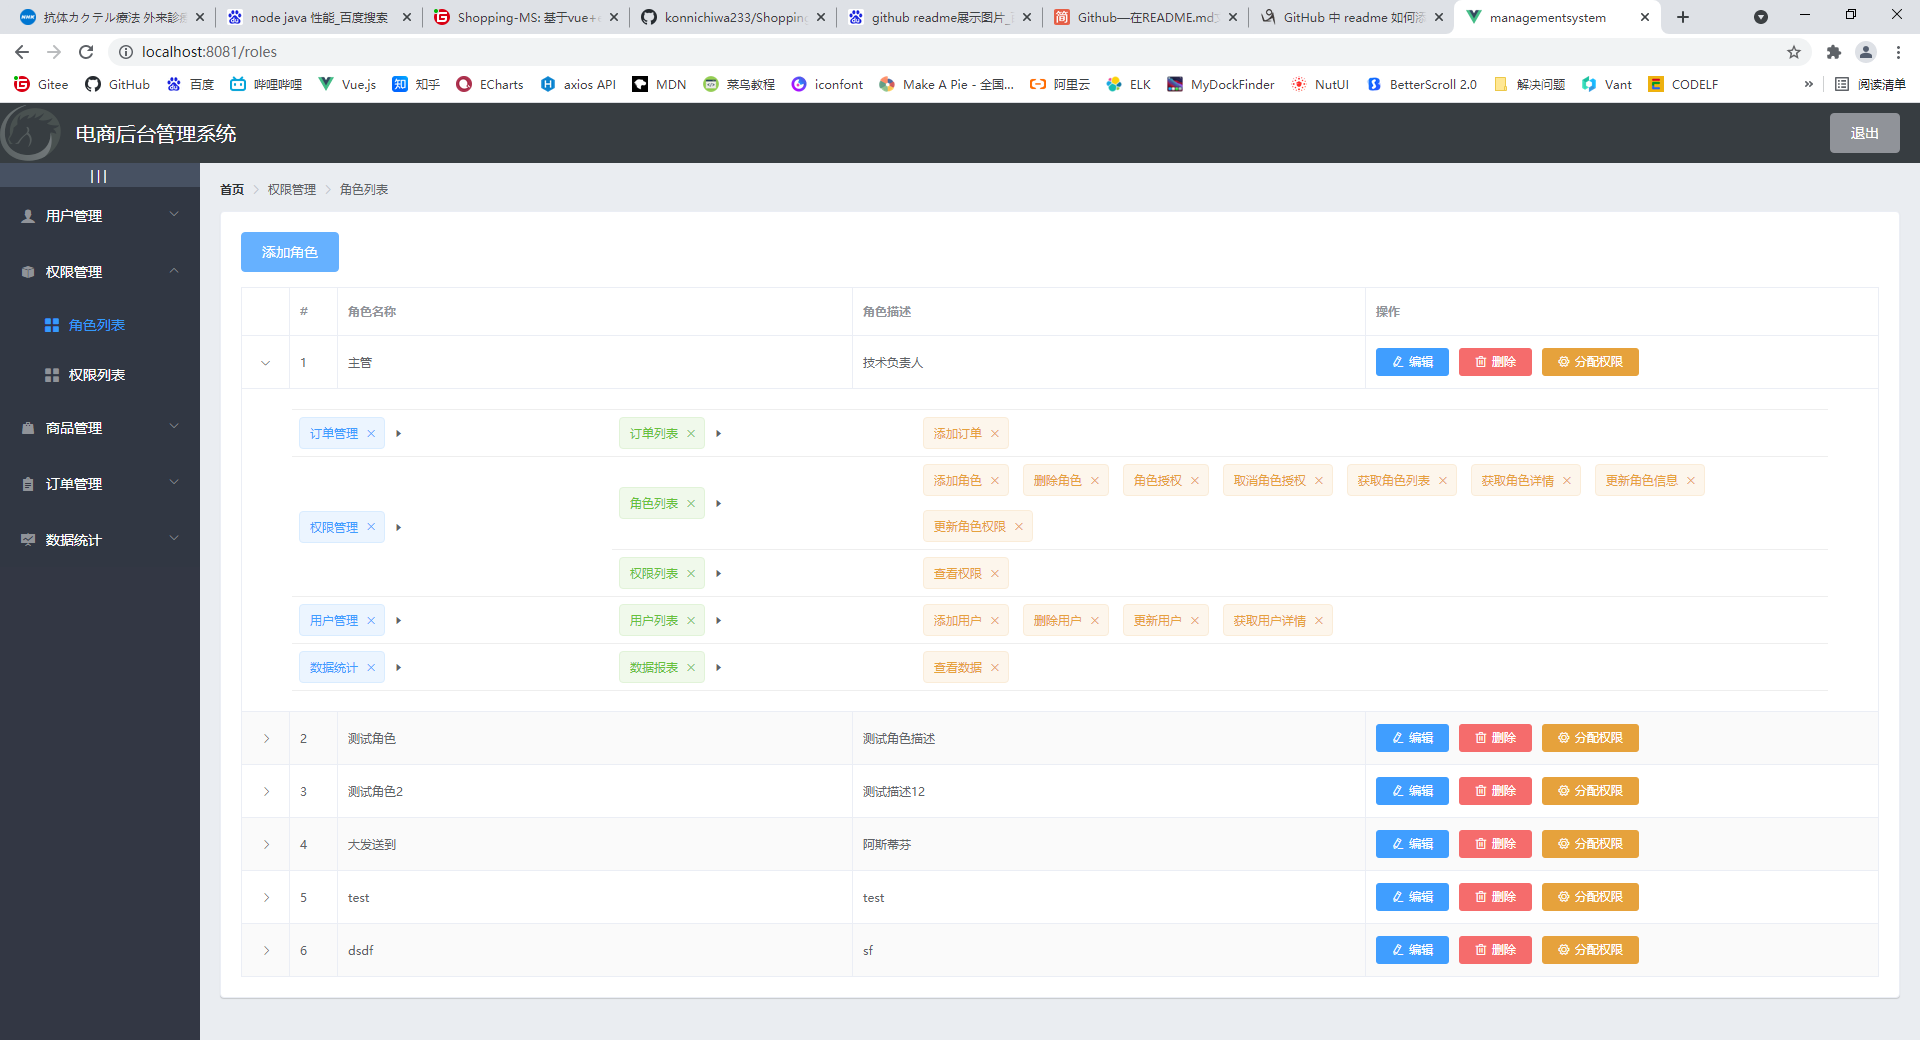 抗体カクテル療法 外来診
node java 性能_百度搜索
Shopping-MS: 基于vue+
konnichiwa233/Shoppin
github readme展示图片_
Github—在README.md
GitHub 中 readme 如何添
managementsystem
localhost:8081/roles
Gitee GitHub 百度 哔哩哔哩 Vue.js 知乎 ECharts axios API MDN 菜鸟教程 iconfont Make A Pie - 全国... 阿里云 ELK MyDockFinder NutUI BetterScroll 2.0 解决问题 Vant CODELF » 阅读清单
电商后台管理系统
退出
|||
用户管理
权限管理
角色列表
权限列表
商品管理
订单管理
数据统计
首页 > 权限管理 > 角色列表
添加角色
# 角色名称 角色描述 操作
1 主管 技术负责人 编辑 删除 分配权限
订单管理 订单列表 添加订单
权限管理 角色列表 添加角色 删除角色 角色授权 取消角色授权 获取角色列表 获取角色详情 更新角色信息
更新角色权限
权限列表 查看权限
用户管理 用户列表 添加用户 删除用户 更新用户 获取用户详情
数据统计 数据报表 查看数据
2 测试角色 测试角色描述 编辑 删除 分配权限
3 测试角色2 测试描述12 编辑 删除 分配权限
4 大发送到 阿斯蒂芬 编辑 删除 分配权限
5 test test 编辑 删除 分配权限
6 dsdf sf 编辑 删除 分配权限